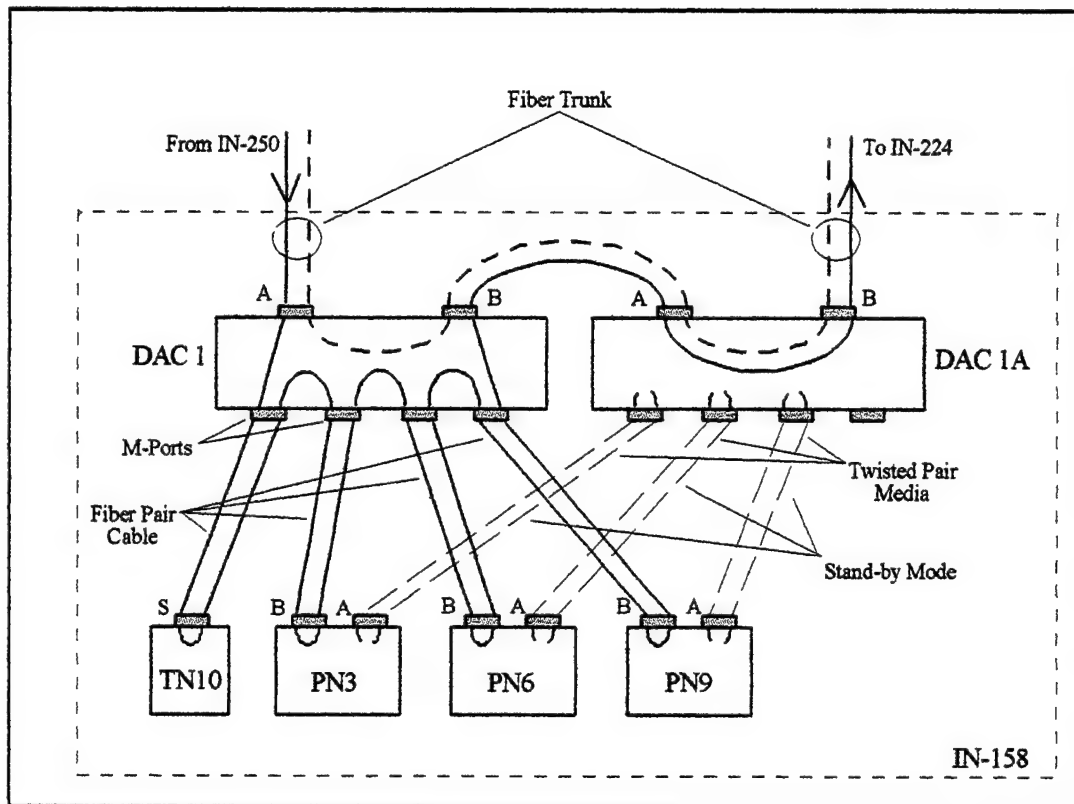 Fiber Trunk
From IN-250
To IN-224
A
B
A
B
DAC 1
DAC 1A
M-Ports
Twisted Pair
Media
Fiber Pair
Cable
Stand-by Mode
S
B
A
B
A
B
A
TN10
PN3
PN6
PN9
IN-158